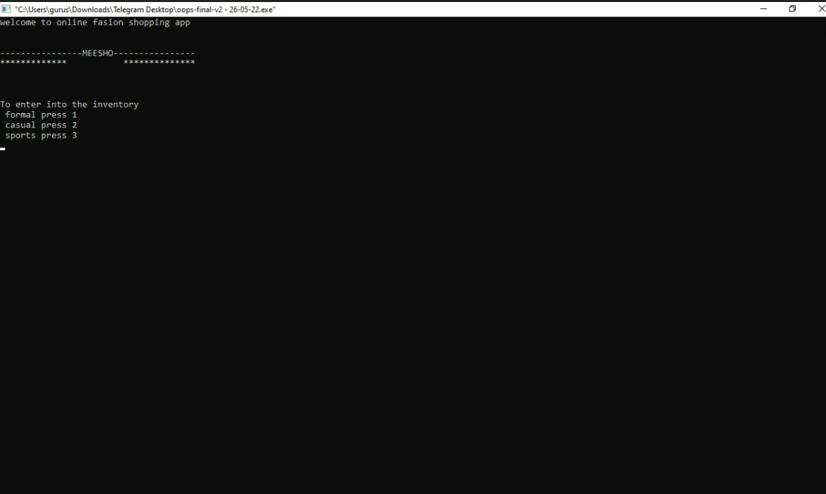 "C:\Users\gurus\Downloads\Telegram Desktop\oops-final-v2 - 26-05-22.exe"
welcome to online fasion shopping app
----------------MEESHO----------------
************* **************
To enter into the inventory
formal press 1
casual press 2
sports press 3